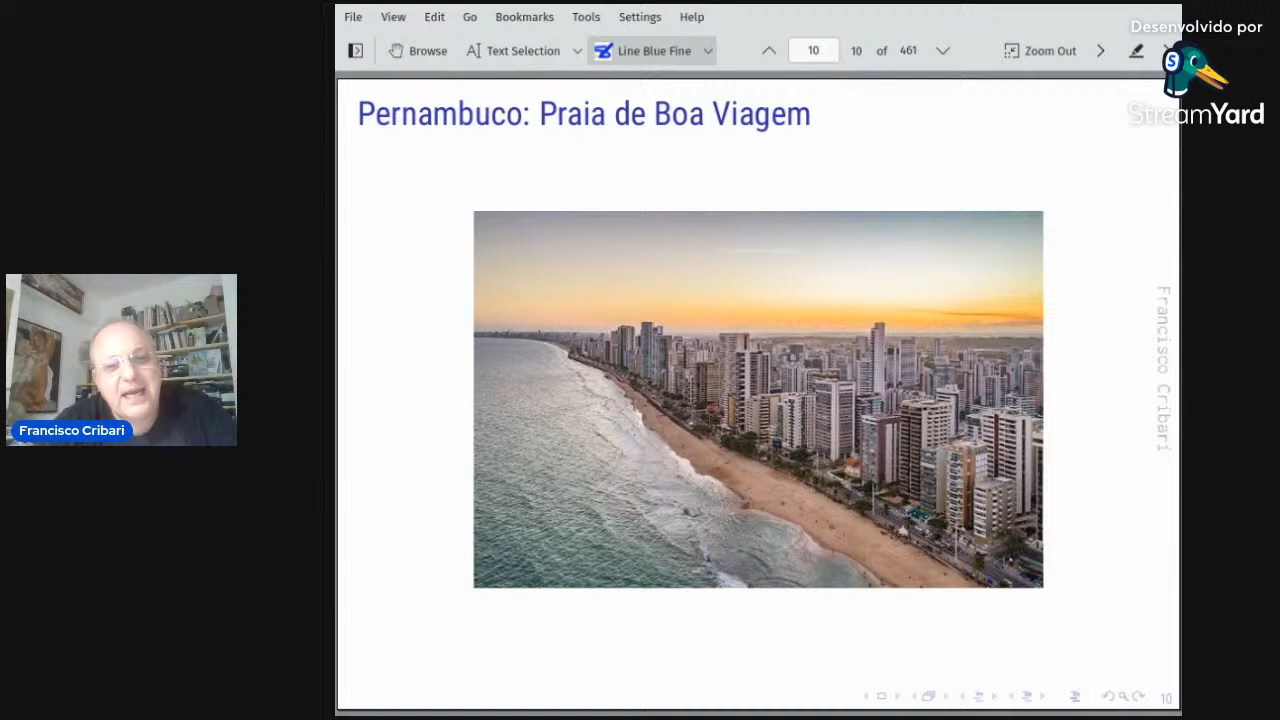 File View Edit Go Bookmarks Tools Settings Help
Browse Text Selection Line Blue Fine 10 10 of 461 Zoom Out
Desenvolvido por
S
StreamYard
Pernambuco: Praia de Boa Viagem
Francisco Cribari
Francisco Cribari
10